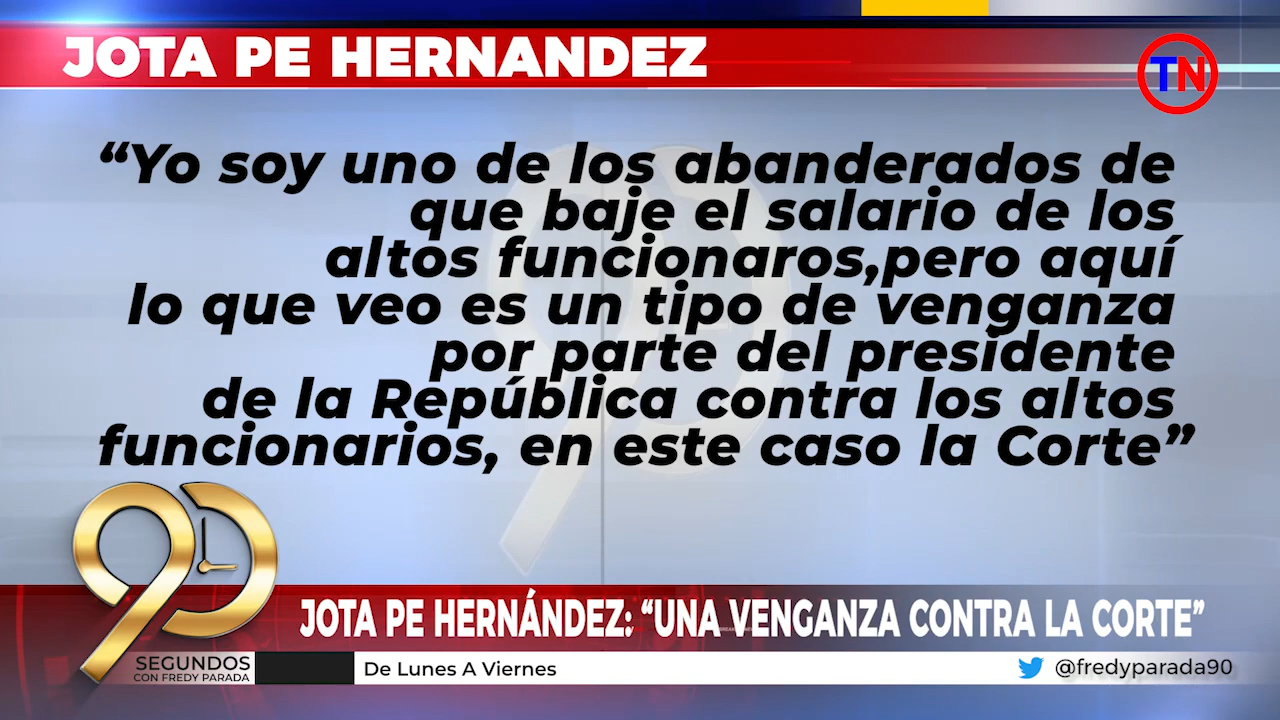 JOTA PE HERNANDEZ
TN
“Yo soy uno de los abanderados de
que baje el salario de los
altos funcionaros,pero aquí
lo que veo es un tipo de venganza
por parte del presidente
de la República contra los altos
funcionarios, en este caso la Corte”
90
JOTA PE HERNÁNDEZ: “UNA VENGANZA CONTRA LA CORTE”
SEGUNDOS
CON FREDY PARADA
De Lunes A Viernes
@fredyparada90